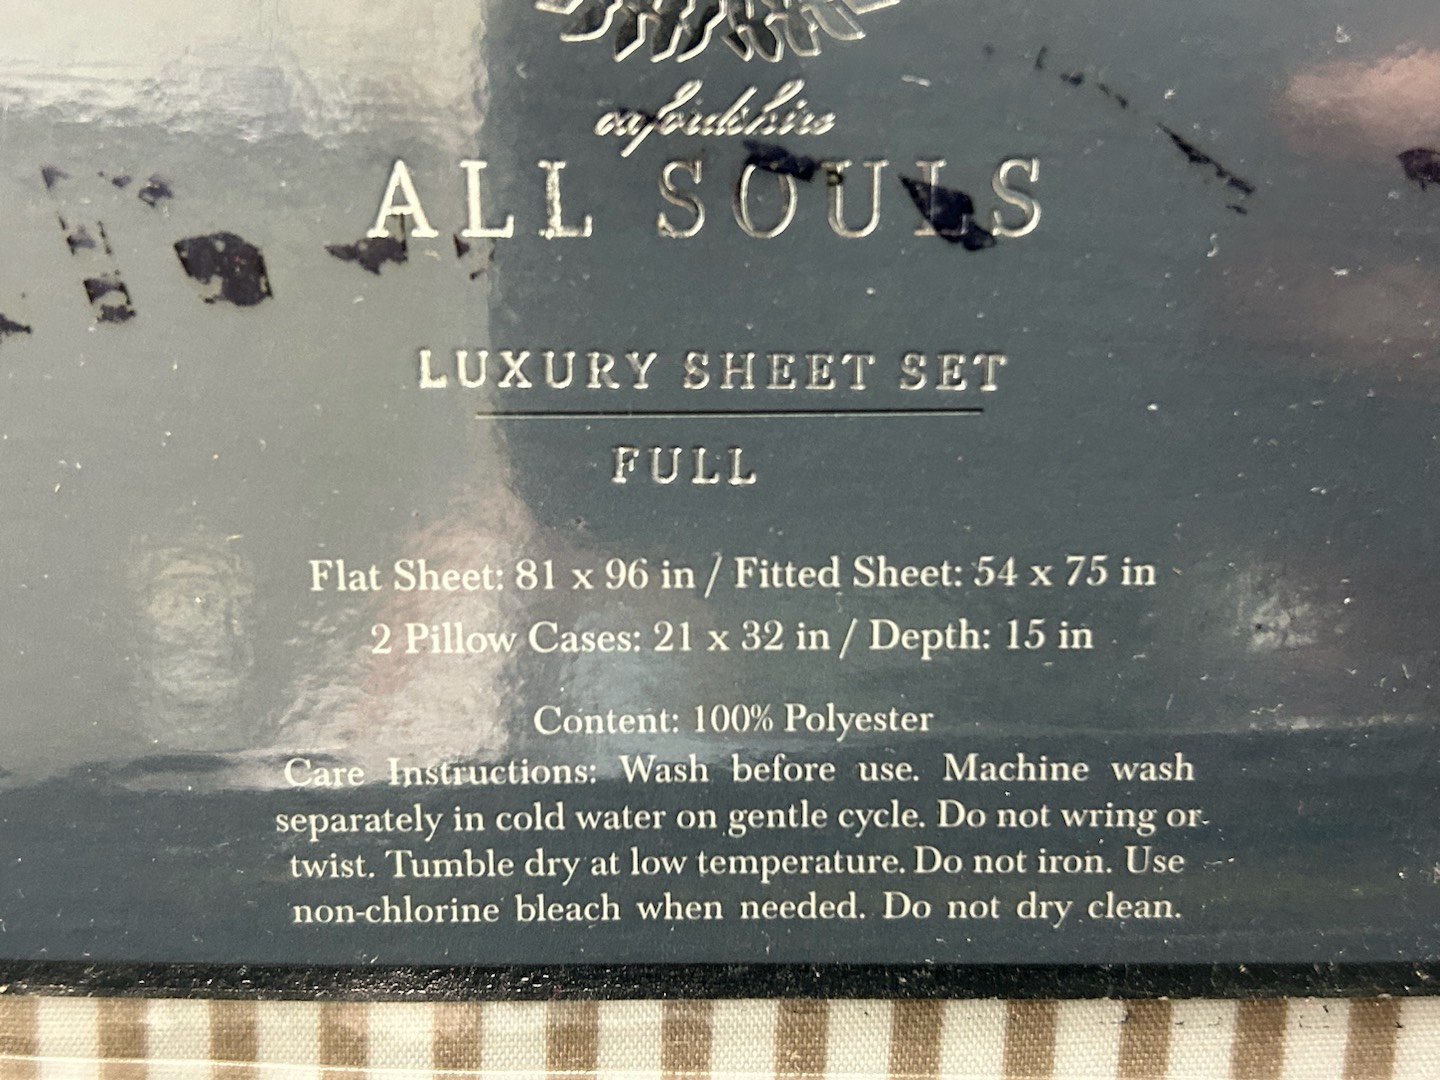 oxfordshire
ALL SOULS
LUXURY SHEET SET
FULL
Flat Sheet: 81 x 96 in / Fitted Sheet: 54 x 75 in
2 Pillow Cases: 21 x 32 in / Depth: 15 in
Content: 100% Polyester
Care Instructions: Wash before use. Machine wash
separately in cold water on gentle cycle. Do not wring or
twist. Tumble dry at low temperature. Do not iron. Use
non-chlorine bleach when needed. Do not dry clean.